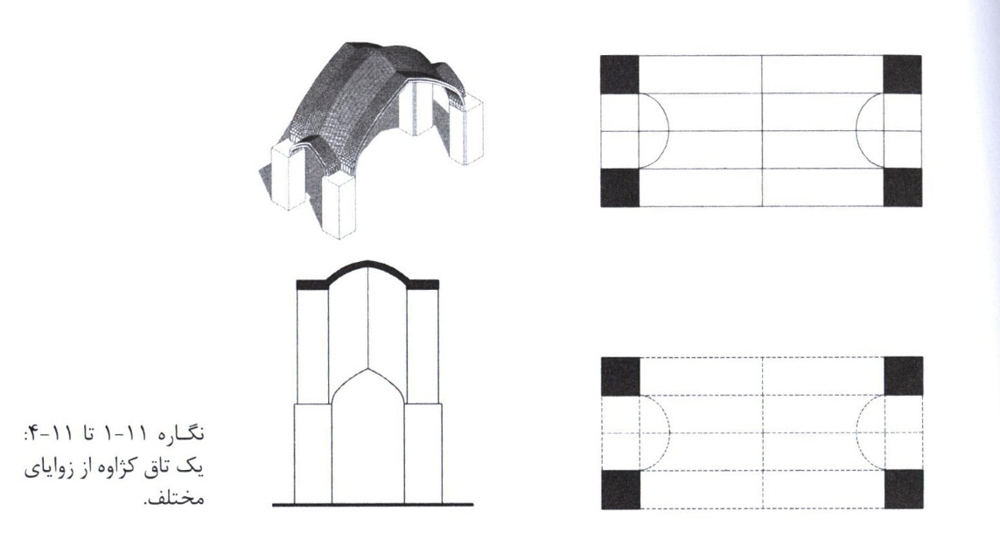 نگـاره ۱۱-۱ تا ۱۱-۴:
یک تاق کژاوه از زوایای
مختلف.